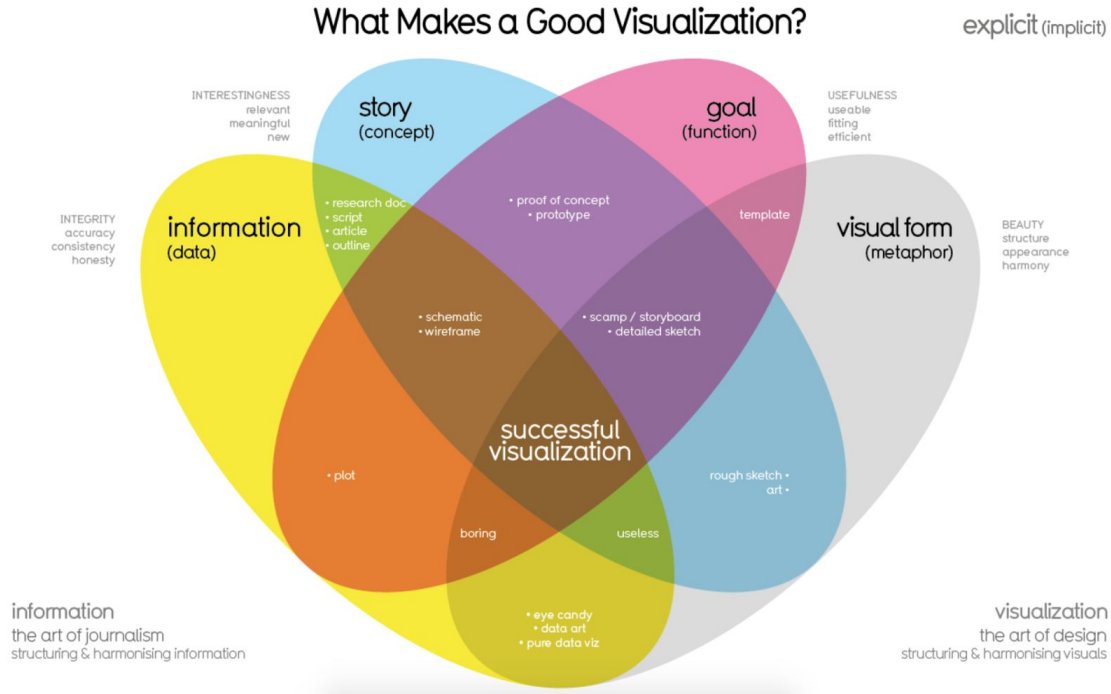 What Makes a Good Visualization?
explicit (implicit)
INTERESTINGNESS
relevant
meaningful
new
story
(concept)
goal
(function)
USEFULNESS
useable
fitting
efficient
INTEGRITY
accuracy
consistency
honesty
information
(data)
• research doc
• script
• article
• outline
• proof of concept
• prototype
template
visual form
(metaphor)
BEAUTY
structure
appearance
harmony
• schematic
• wireframe
• scamp / storyboard
• detailed sketch
successful
visualization
• plot
rough sketch •
art •
boring
useless
• eye candy
• data art
• pure data viz
information
the art of journalism
structuring & harmonising information
visualization
the art of design
structuring & harmonising visuals